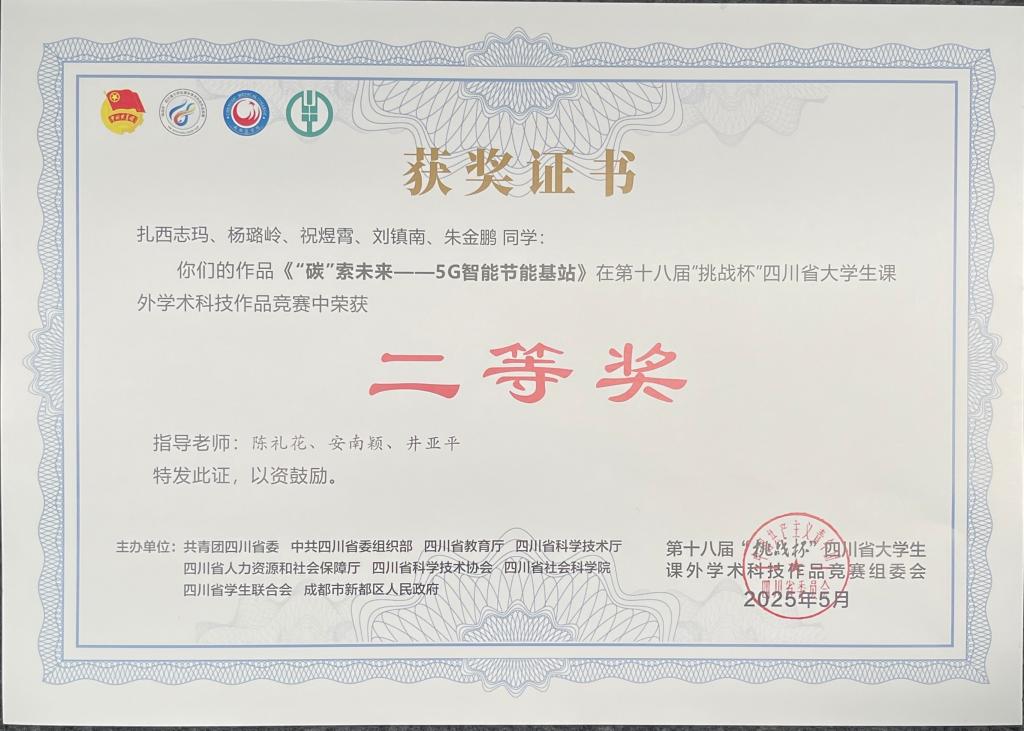 获奖证书
扎西志玛、杨璐岭、祝煜霄、刘镇南、朱金鹏 同学：
你们的作品《“碳”索未来——5G智能节能基站》在第十八届“挑战杯”四川省大学生课
外学术科技作品竞赛中荣获
二等奖
指导老师：陈礼花、安南颖、井亚平
特发此证，以资鼓励。
主办单位：共青团四川省委 中共四川省委组织部 四川省教育厅 四川省科学技术厅
四川省人力资源和社会保障厅 四川省科学技术协会 四川省社会科学院
四川省学生联合会 成都市新都区人民政府
第十八届“挑战杯”四川省大学生
课外学术科技作品竞赛组委会
2025年5月
四川省委员会